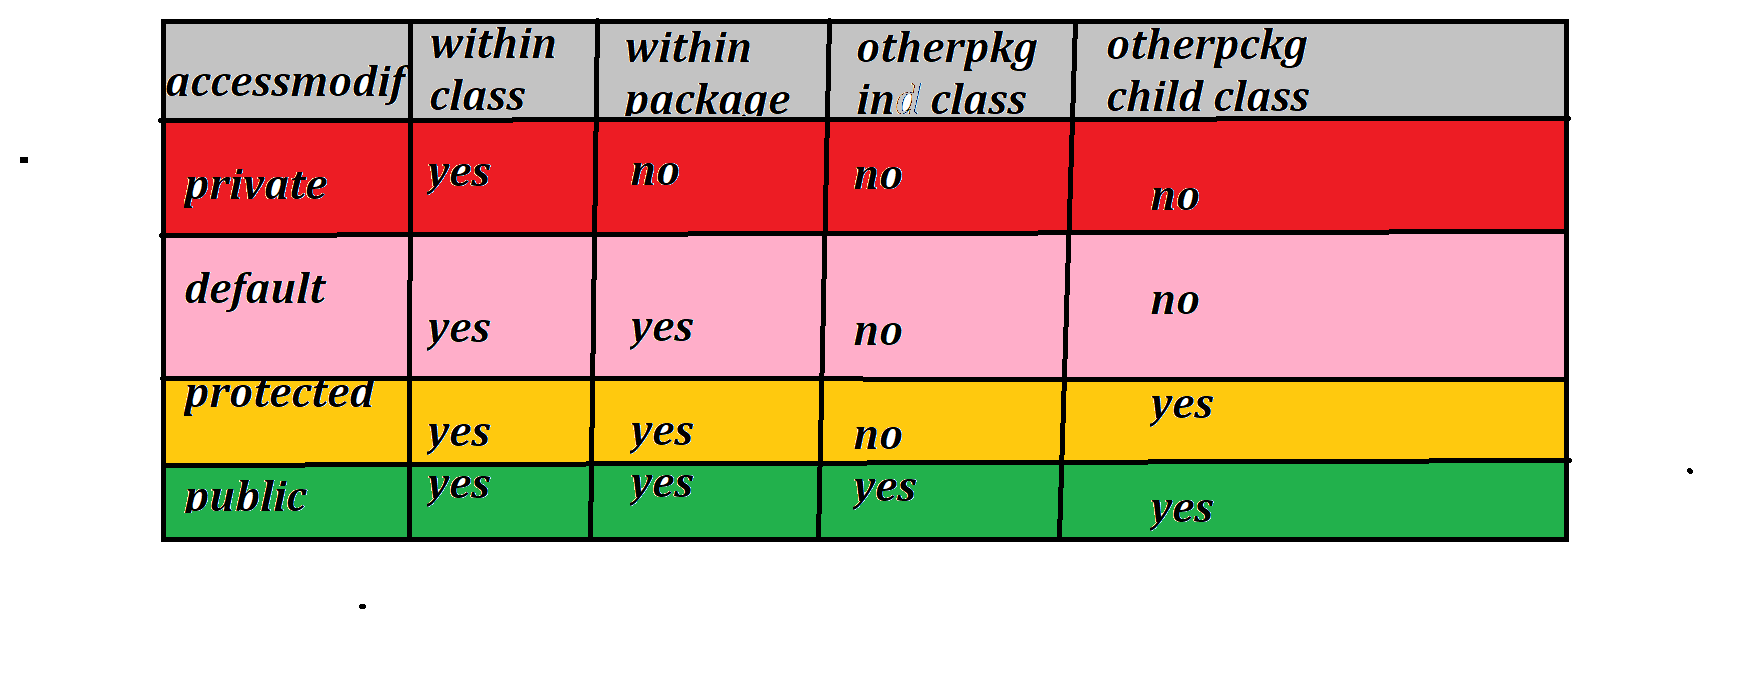 accessmodif
within
class
within
package
otherpkg
ind class
otherpckg
child class
private yes no no no
default yes yes no no
protected yes yes no yes
public yes yes yes yes